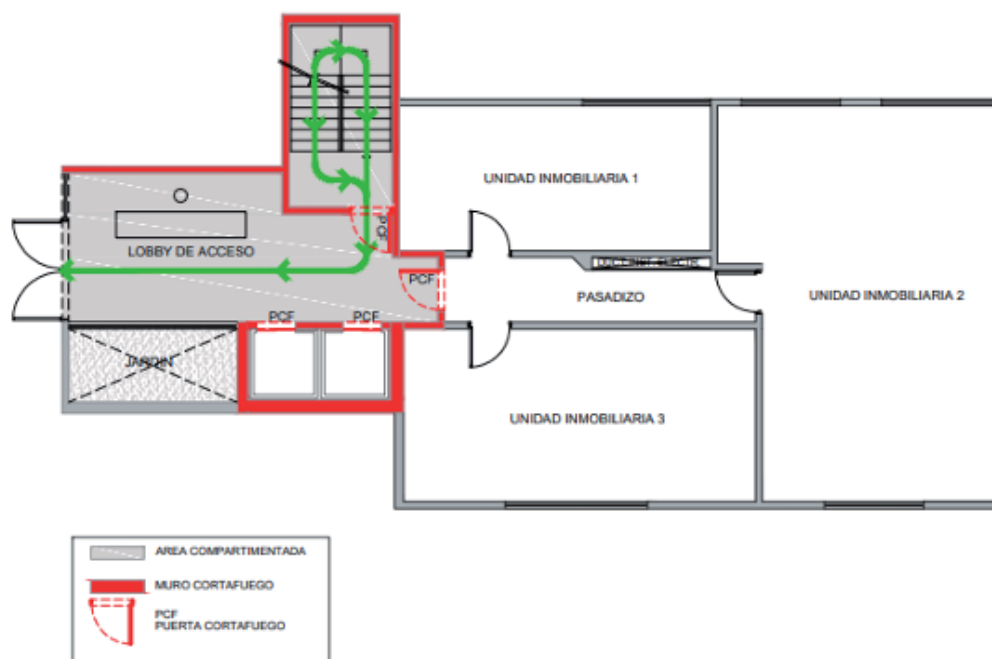 UNIDAD INMOBILIARIA 1
PCF
LOBBY DE ACCESO
PCF
PASADIZO
UNIDAD INMOBILIARIA 2
PCF
PCF
JARDIN
UNIDAD INMOBILIARIA 3
AREA COMPARTIMENTADA
MURO CORTAFUEGO
PCF
PUERTA CORTAFUEGO